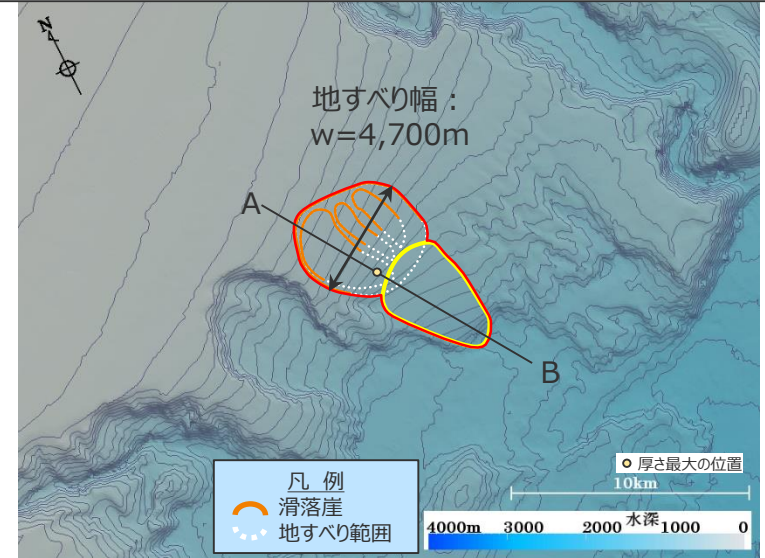 N
地すべり幅：
w=4,700m
A
B
厚さ最大の位置
10km
凡 例
滑落崖
地すべり範囲
水深
4000m 3000 2000 1000 0